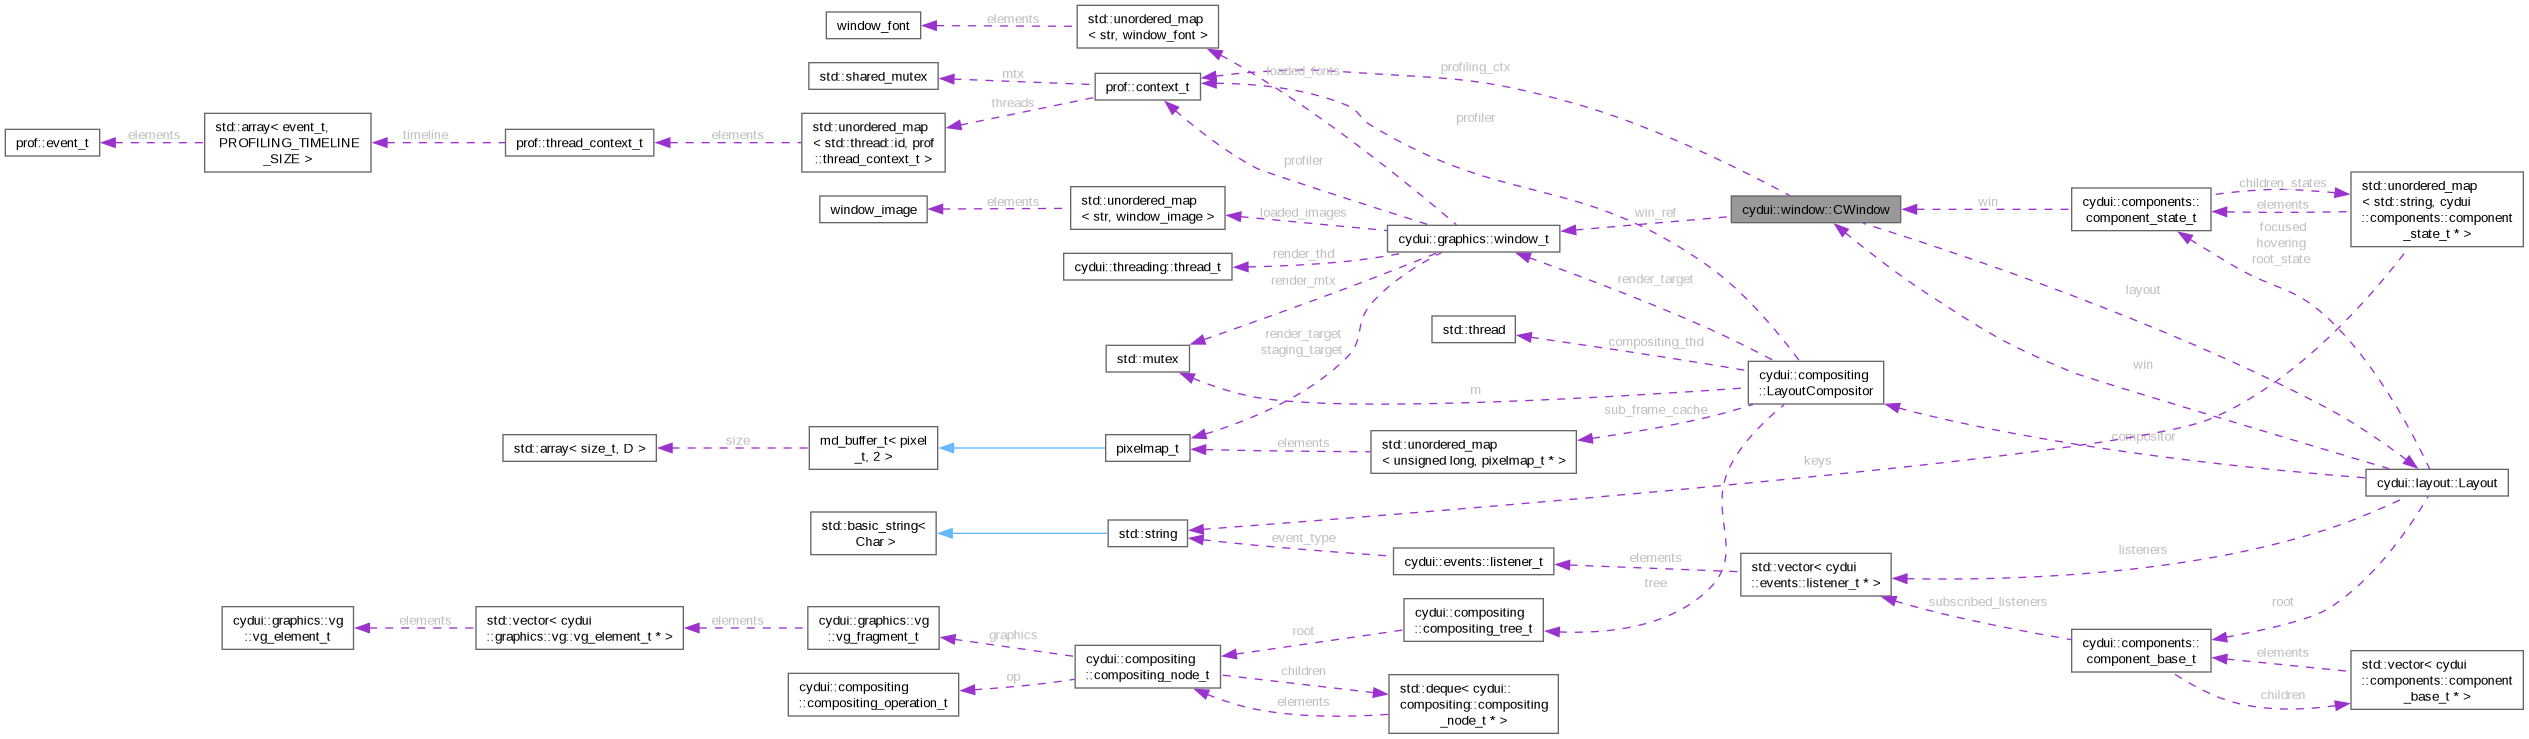 window_font
elements
std::unordered_map
< str, window_font >
std::shared_mutex
mtx
loaded_fonts
prof::context_t
profiling_ctx
threads
profiler
prof::event_t
elements
std::array< event_t,
PROFILING_TIMELINE
_SIZE >
timeline
prof::thread_context_t
elements
std::unordered_map
< std::thread::id, prof
::thread_context_t >
profiler
window_image
elements
std::unordered_map
< str, window_image >
loaded_images
cydui::graphics::window_t
win_ref
cydui::window::CWindow
win
cydui::components::
component_state_t
children_states
elements
std::unordered_map
< std::string, cydui
::components::component
_state_t * >
focused
hovering
root_state
cydui::threading::thread_t
render_thd
render_mtx
render_target
layout
std::mutex
render_target
staging_target
std::thread
compositing_thd
cydui::compositing
::LayoutCompositor
win
m
sub_frame_cache
std::array< size_t, D >
size
md_buffer_t< pixel
_t, 2 >
pixelmap_t
elements
std::unordered_map
< unsigned long, pixelmap_t * >
compositor
keys
cydui::layout::Layout
std::basic_string<
Char >
std::string
event_type
cydui::events::listener_t
elements
tree
std::vector< cydui
::events::listener_t * >
listeners
cydui::graphics::vg
::vg_element_t
elements
std::vector< cydui
::graphics::vg::vg_element_t * >
elements
cydui::graphics::vg
::vg_fragment_t
graphics
cydui::compositing
::compositing_tree_t
root
subscribed_listeners
root
cydui::compositing
::compositing_operation_t
op
cydui::compositing
::compositing_node_t
children
elements
std::deque< cydui::
compositing::compositing
_node_t * >
cydui::components::
component_base_t
elements
children
std::vector< cydui
::components::component
_base_t * >